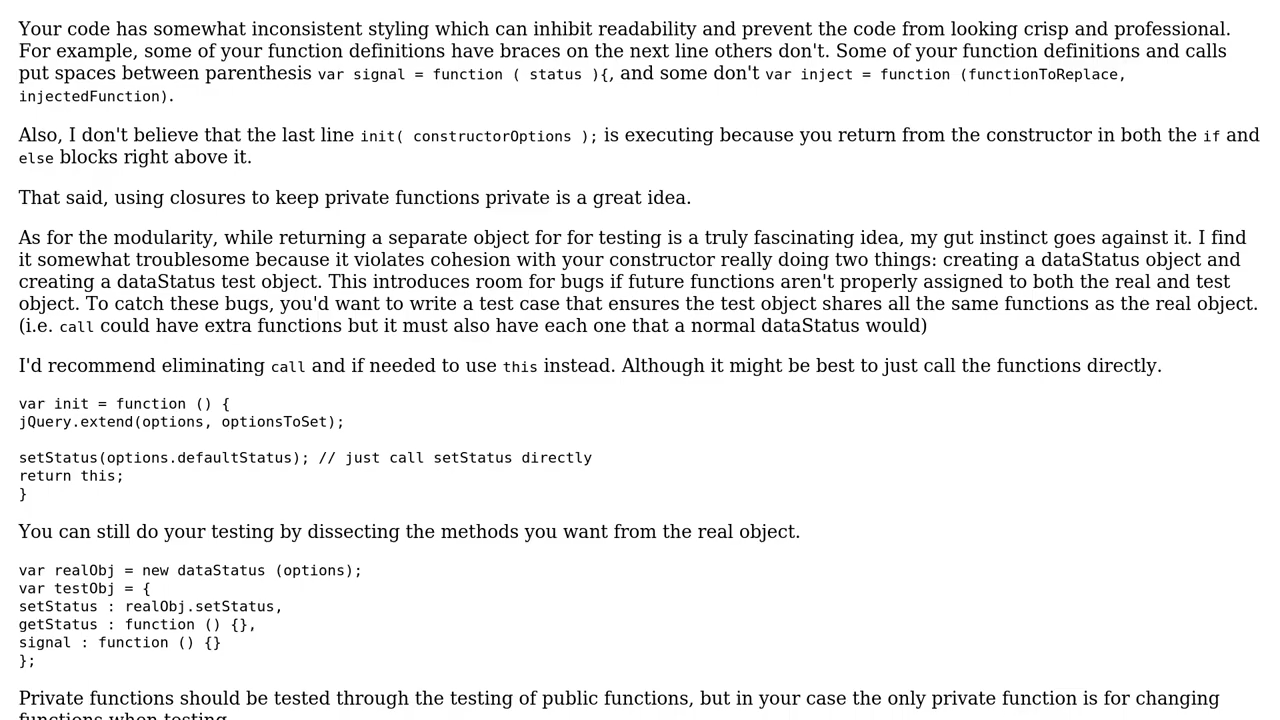 Your code has somewhat inconsistent styling which can inhibit readability and prevent the code from looking crisp and professional.
For example, some of your function definitions have braces on the next line others don't. Some of your function definitions and calls
put spaces between parenthesis var signal = function ( status ){, and some don't var inject = function (functionToReplace,
injectedFunction).
Also, I don't believe that the last line init( constructorOptions ); is executing because you return from the constructor in both the if and
else blocks right above it.
That said, using closures to keep private functions private is a great idea.
As for the modularity, while returning a separate object for for testing is a truly fascinating idea, my gut instinct goes against it. I find
it somewhat troublesome because it violates cohesion with your constructor really doing two things: creating a dataStatus object and
creating a dataStatus test object. This introduces room for bugs if future functions aren't properly assigned to both the real and test
object. To catch these bugs, you'd want to write a test case that ensures the test object shares all the same functions as the real object.
(i.e. call could have extra functions but it must also have each one that a normal dataStatus would)
I'd recommend eliminating call and if needed to use this instead. Although it might be best to just call the functions directly.
var init = function () {
jQuery.extend(options, optionsToSet);
setStatus(options.defaultStatus); // just call setStatus directly
return this;
}
You can still do your testing by dissecting the methods you want from the real object.
var realObj = new dataStatus (options);
var testObj = {
setStatus : realObj.setStatus,
getStatus : function () {},
signal : function () {}
};
Private functions should be tested through the testing of public functions, but in your case the only private function is for changing
functions when testing.